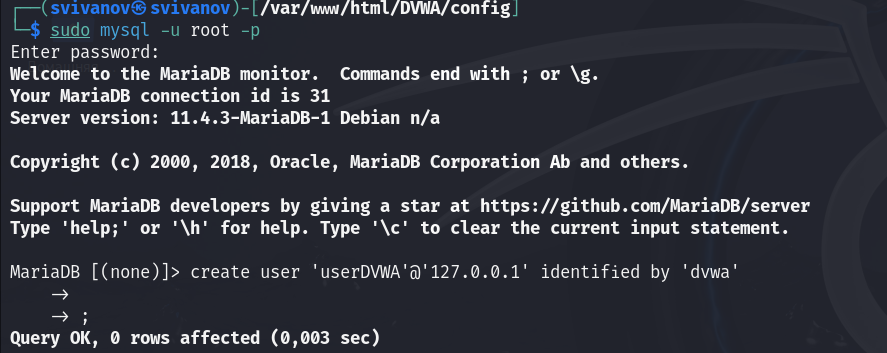 ┌──(svivanov㉿svivanov)-[/var/www/html/DVWA/config]
└─$ sudo mysql -u root -p
Enter password:
Welcome to the MariaDB monitor.  Commands end with ; or \g.
Your MariaDB connection id is 31
Server version: 11.4.3-MariaDB-1 Debian n/a
Copyright (c) 2000, 2018, Oracle, MariaDB Corporation Ab and others.
Support MariaDB developers by giving a star at https://github.com/MariaDB/server
Type 'help;' or '\h' for help. Type '\c' to clear the current input statement.
MariaDB [(none)]> create user 'userDVWA'@'127.0.0.1' identified by 'dvwa'
    ->
    -> ;
Query OK, 0 rows affected (0,003 sec)